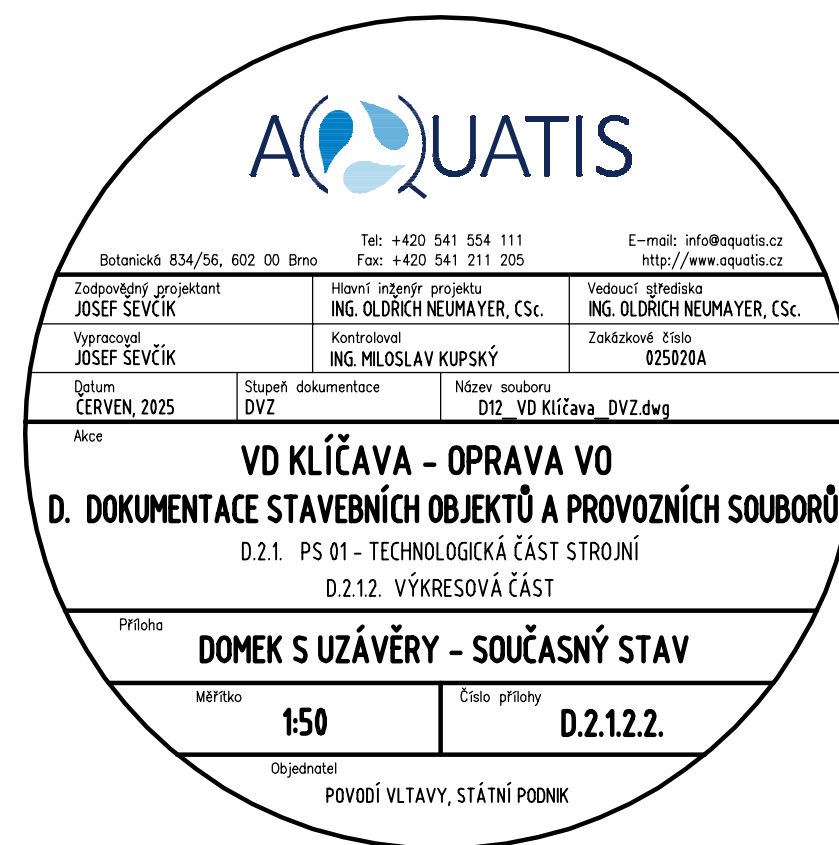 AQUATIS
Botanická 834/56, 602 00 Brno
Tel: +420 541 554 111
Fax: +420 541 211 205
E-mail: info@aquatis.cz
http://www.aquatis.cz
Zodpovědný projektant
JOSEF ŠEVČÍK
Hlavní inženýr projektu
ING. OLDŘICH NEUMAYER, CSc.
Vedoucí střediska
ING. OLDŘICH NEUMAYER, CSc.
Vypracoval
JOSEF ŠEVČÍK
Kontroloval
ING. MILOSLAV KUPSKÝ
Zakázkové číslo
025020A
Datum
ČERVEN, 2025
Stupeň dokumentace
DVZ
Název souboru
D12_VD Klíčava_DVZ.dwg
Akce
VD KLÍČAVA - OPRAVA VO
D. DOKUMENTACE STAVEBNÍCH OBJEKTŮ A PROVOZNÍCH SOUBORŮ
D.2.1. PS 01 - TECHNOLOGICKÁ ČÁST STROJNÍ
D.2.1.2. VÝKRESOVÁ ČÁST
Příloha
DOMEK S UZÁVĚRY - SOUČASNÝ STAV
Měřítko
1:50
Číslo přílohy
D.2.1.2.2.
Objednatel
POVODÍ VLTAVY, STÁTNÍ PODNIK